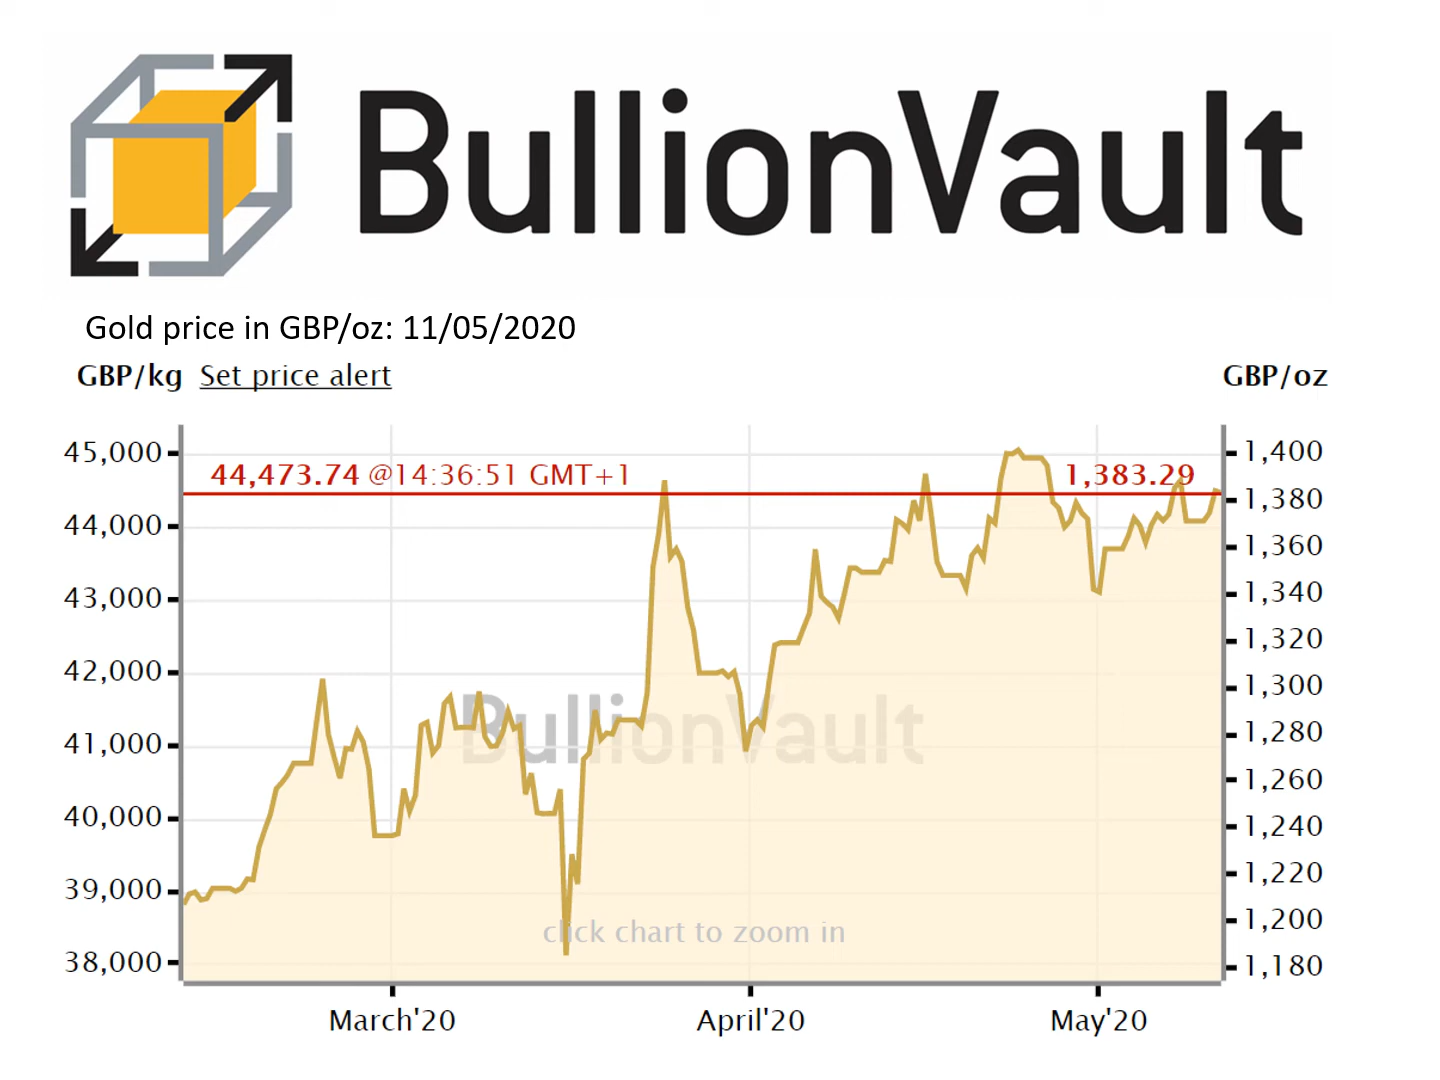 BullionVault
Gold price in GBP/oz: 11/05/2020
GBP/kg Set price alert GBP/oz
44,473.74 @14:36:51 GMT+1 1,383.29
45,000
44,000
43,000
42,000
41,000
40,000
39,000
38,000
1,400
1,380
1,360
1,340
1,320
1,300
1,280
1,260
1,240
1,220
1,200
1,180
BullionVault
click chart to zoom in
March'20 April'20 May'20